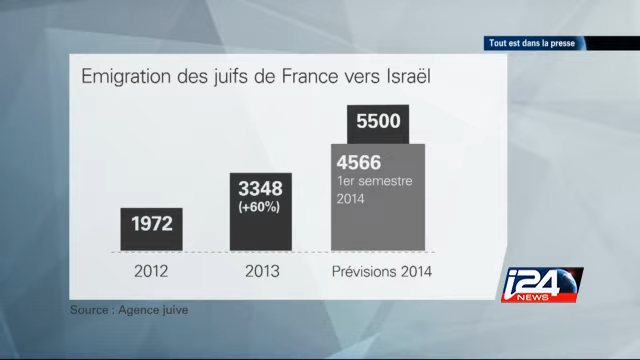 Tout est dans la presse
Emigration des juifs de France vers Israël
5500
4566
1er semestre
2014
3348
(+60%)
1972
2012
2013
Prévisions 2014
Source : Agence juive
i24
NEWS